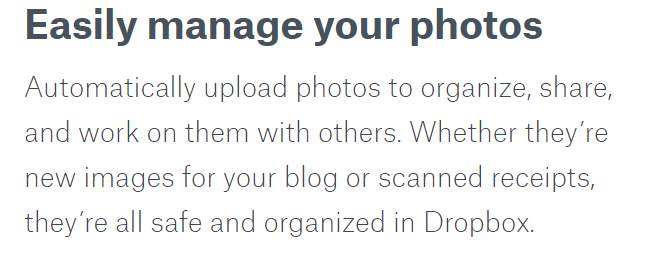 Easily manage your photos
Automatically upload photos to organize, share,
and work on them with others. Whether they’re
new images for your blog or scanned receipts,
they’re all safe and organized in Dropbox.